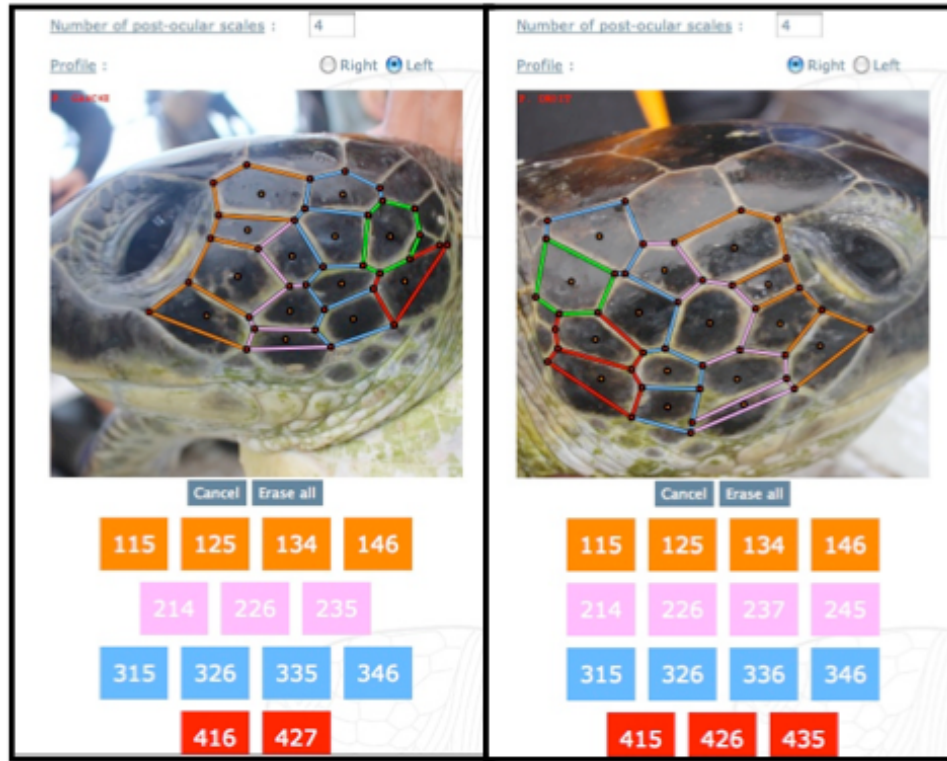 Number of post-ocular scales : 4
Profile : Right Left
Cancel Erase all
115 125 134 146
214 226 235
315 326 335 346
416 427
Number of post-ocular scales : 4
Profile : Right Left
Cancel Erase all
115 125 134 146
214 226 237 245
315 326 336 346
415 426 435